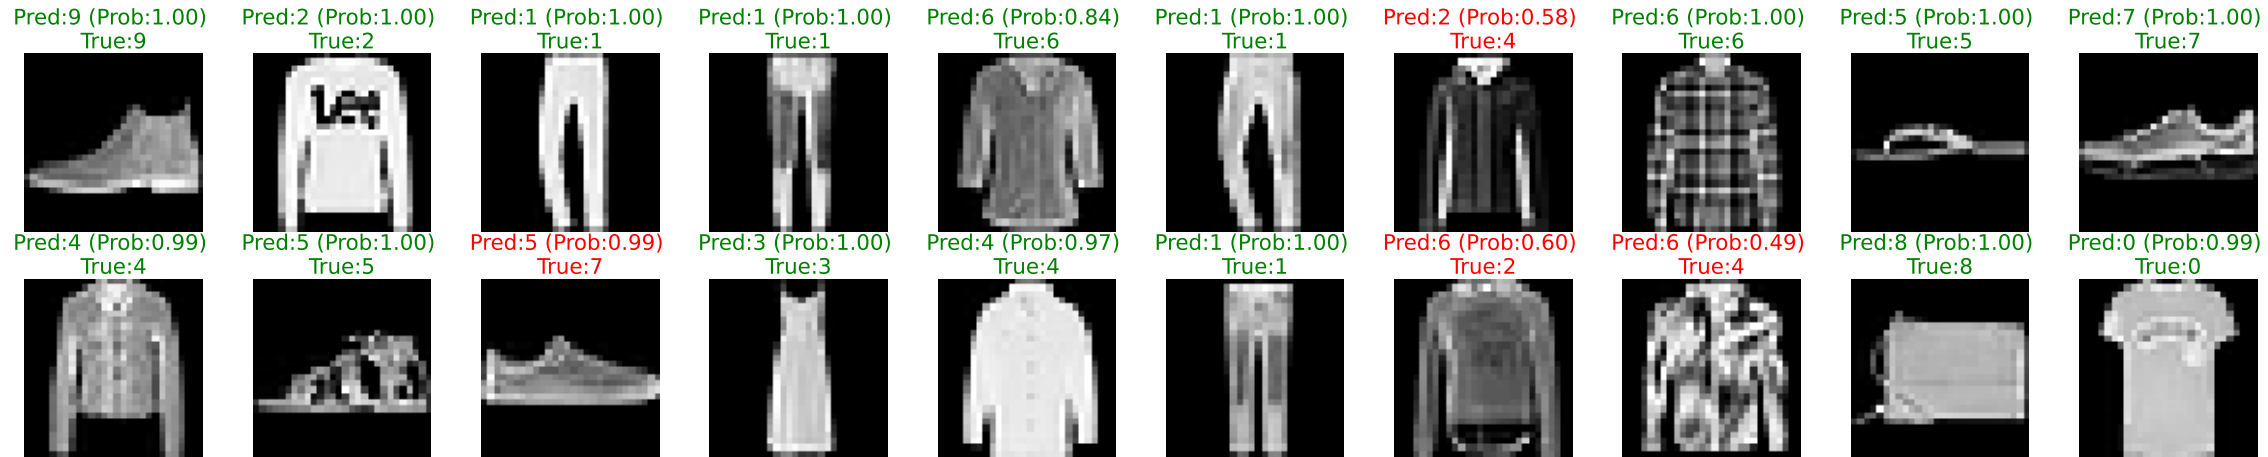 Pred:9 (Prob:1.00) Pred:2 (Prob:1.00) Pred:1 (Prob:1.00) Pred:1 (Prob:1.00) Pred:6 (Prob:0.84) Pred:1 (Prob:1.00) Pred:2 (Prob:0.58) Pred:6 (Prob:1.00) Pred:5 (Prob:1.00) Pred:7 (Prob:1.00)
True:9 True:2 True:1 True:1 True:6 True:1 True:4 True:6 True:5 True:7
Lee
Pred:4 (Prob:0.99) Pred:5 (Prob:1.00) Pred:5 (Prob:0.99) Pred:3 (Prob:1.00) Pred:4 (Prob:0.97) Pred:1 (Prob:1.00) Pred:6 (Prob:0.60) Pred:6 (Prob:0.49) Pred:8 (Prob:1.00) Pred:0 (Prob:0.99)
True:4 True:5 True:7 True:3 True:4 True:1 True:2 True:4 True:8 True:0